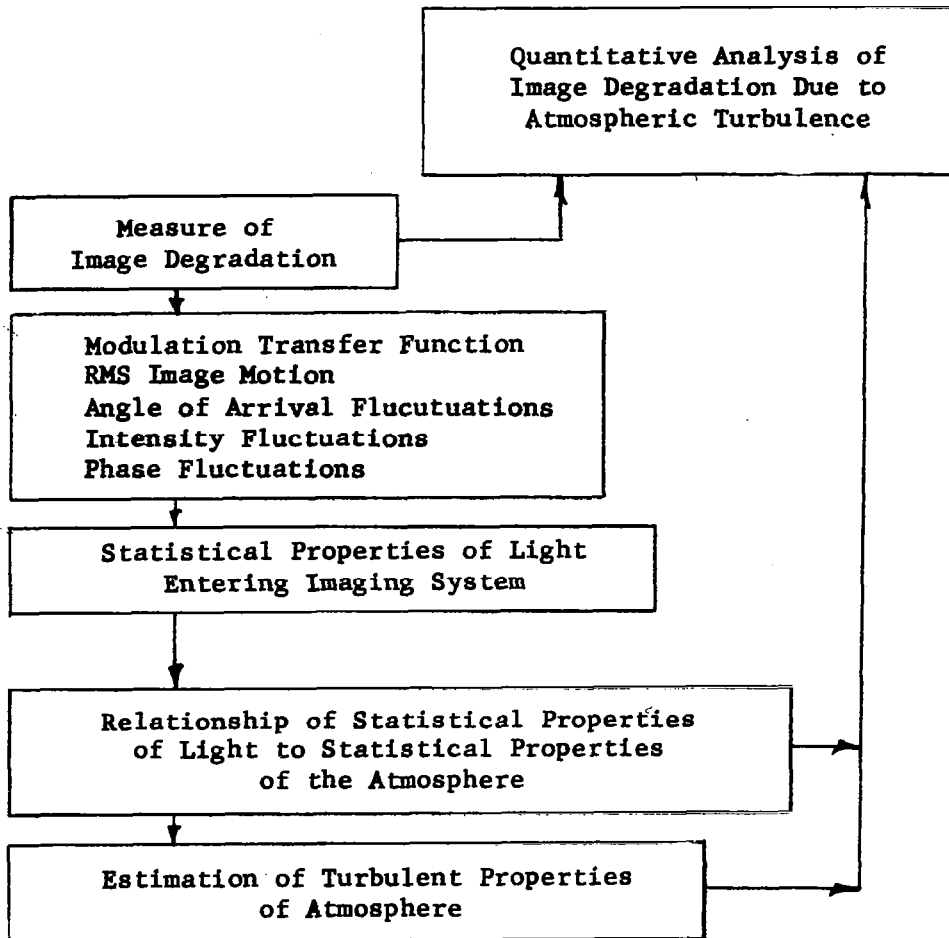 Quantitative Analysis of
Image Degradation Due to
Atmospheric Turbulence
Measure of
Image Degradation
Modulation Transfer Function
RMS Image Motion
Angle of Arrival Flucutuations
Intensity Fluctuations
Phase Fluctuations
Statistical Properties of Light
Entering Imaging System
Relationship of Statistical Properties
of Light to Statistical Properties
of the Atmosphere
Estimation of Turbulent Properties
of Atmosphere